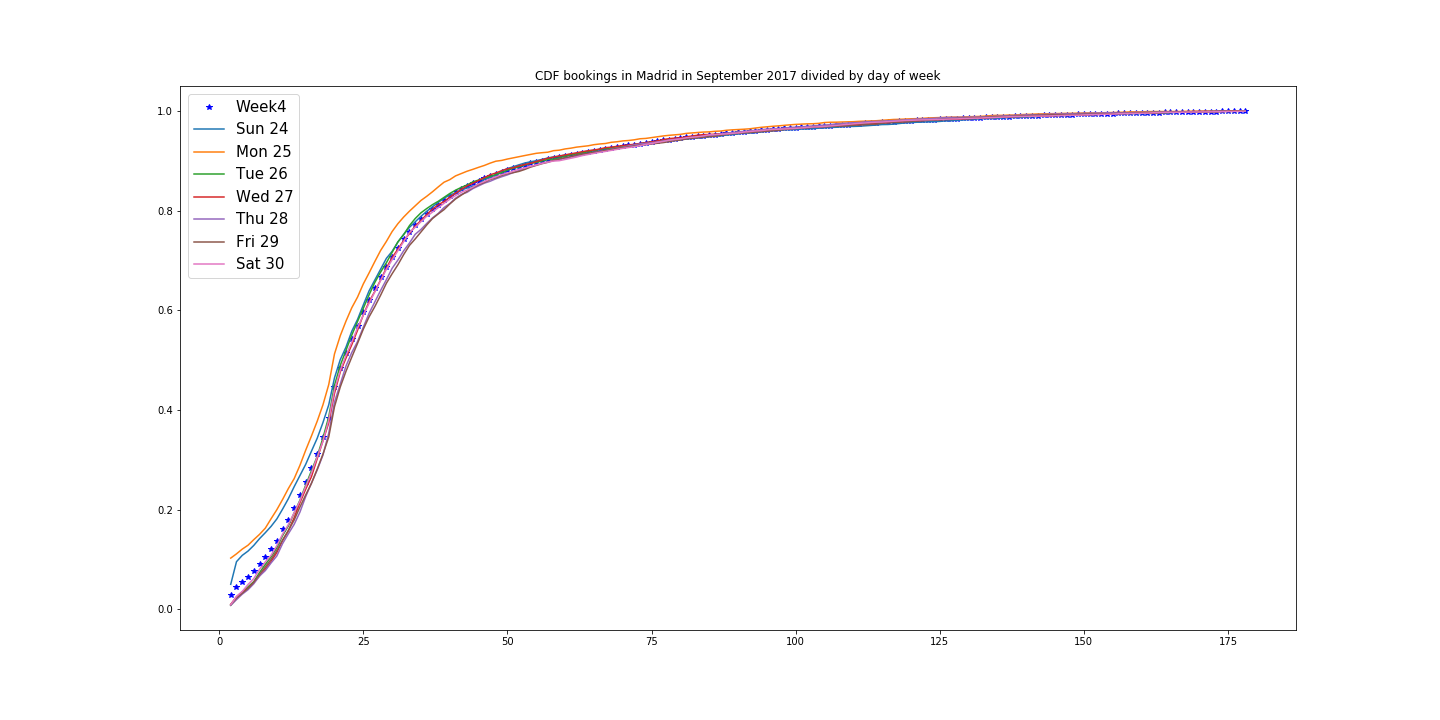 CDF bookings in Madrid in September 2017 divided by day of week
Week4
Sun 24
Mon 25
Tue 26
Wed 27
Thu 28
Fri 29
Sat 30
1.0
0.8
0.6
0.4
0.2
0.0
0 25 50 75 100 125 150 175